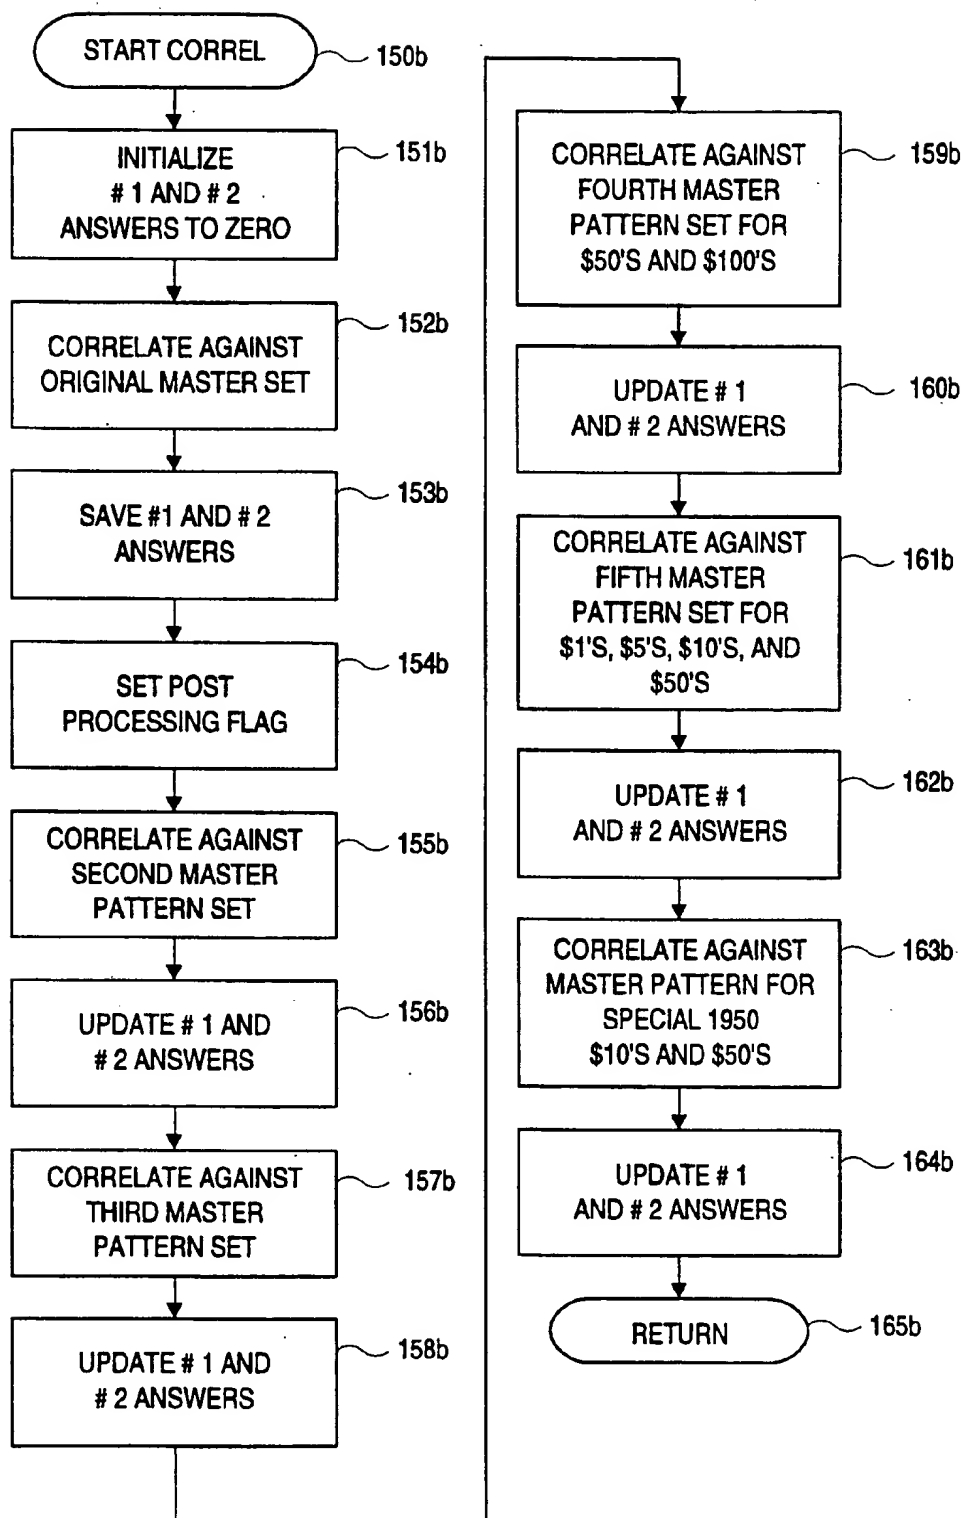 START CORREL
150b
INITIALIZE
# 1 AND # 2
ANSWERS TO ZERO
151b
CORRELATE AGAINST
ORIGINAL MASTER SET
152b
SAVE #1 AND # 2
ANSWERS
153b
SET POST
PROCESSING FLAG
154b
CORRELATE AGAINST
SECOND MASTER
PATTERN SET
155b
UPDATE # 1 AND
# 2 ANSWERS
156b
CORRELATE AGAINST
THIRD MASTER
PATTERN SET
157b
UPDATE # 1 AND
# 2 ANSWERS
158b
CORRELATE AGAINST
FOURTH MASTER
PATTERN SET FOR
$50'S AND $100'S
159b
UPDATE # 1
AND # 2 ANSWERS
160b
CORRELATE AGAINST
FIFTH MASTER
PATTERN SET FOR
$1'S, $5'S, $10'S, AND
$50'S
161b
UPDATE # 1
AND # 2 ANSWERS
162b
CORRELATE AGAINST
MASTER PATTERN FOR
SPECIAL 1950
$10'S AND $50'S
163b
UPDATE # 1
AND # 2 ANSWERS
164b
RETURN
165b